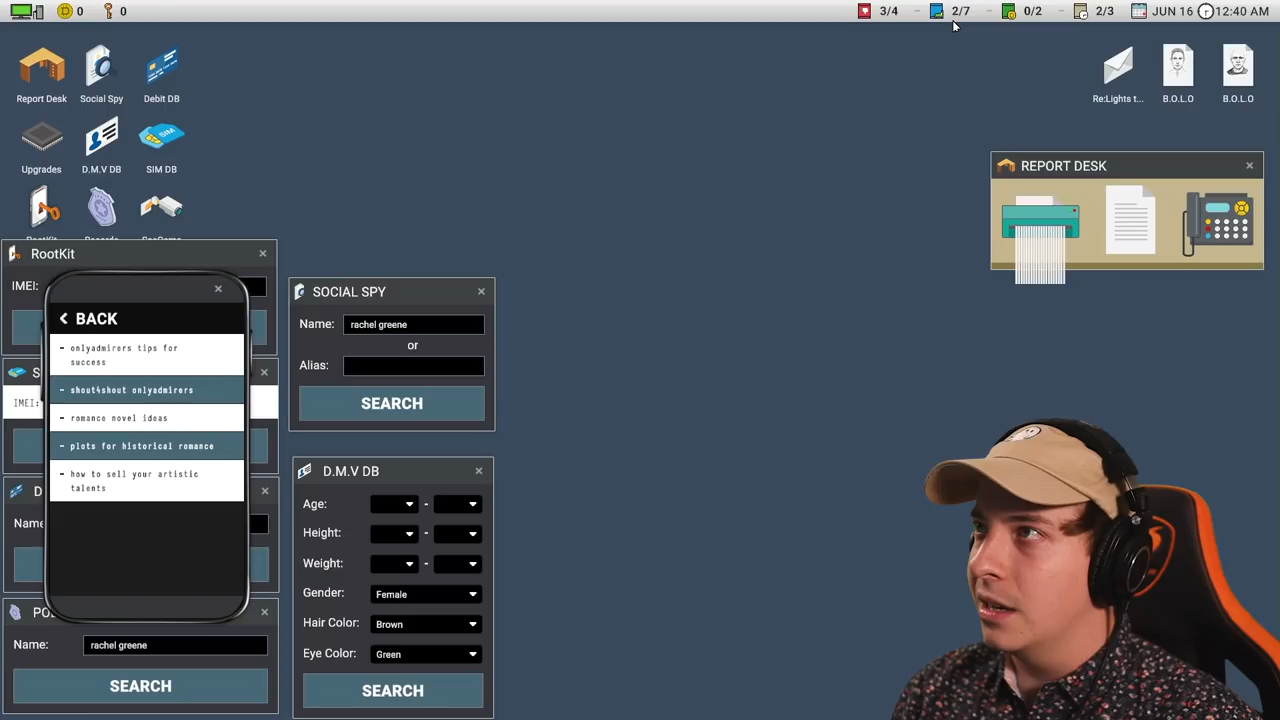 0
0
3/4
2/7
0/2
2/3
JUN 16
12:40 AM
Report Desk
Social Spy
Debit DB
Upgrades
D.M.V DB
SIM DB
Re:Lights t...
B.O.L.O
B.O.L.O
REPORT DESK
RootKit
IMEI:
BACK
- onlyadmirers tips for
success
- shout4shout onlyadmirers
- romance novel ideas
- plots for historical romance
- how to sell your artistic
talents
S
IMEI:
D
Name
PO
Name:
rachel greene
SEARCH
SOCIAL SPY
Name:
rachel greene
or
Alias:
SEARCH
D.M.V DB
Age:
-
Height:
-
Weight:
-
Gender:
Female
Hair Color:
Brown
Eye Color:
Green
SEARCH